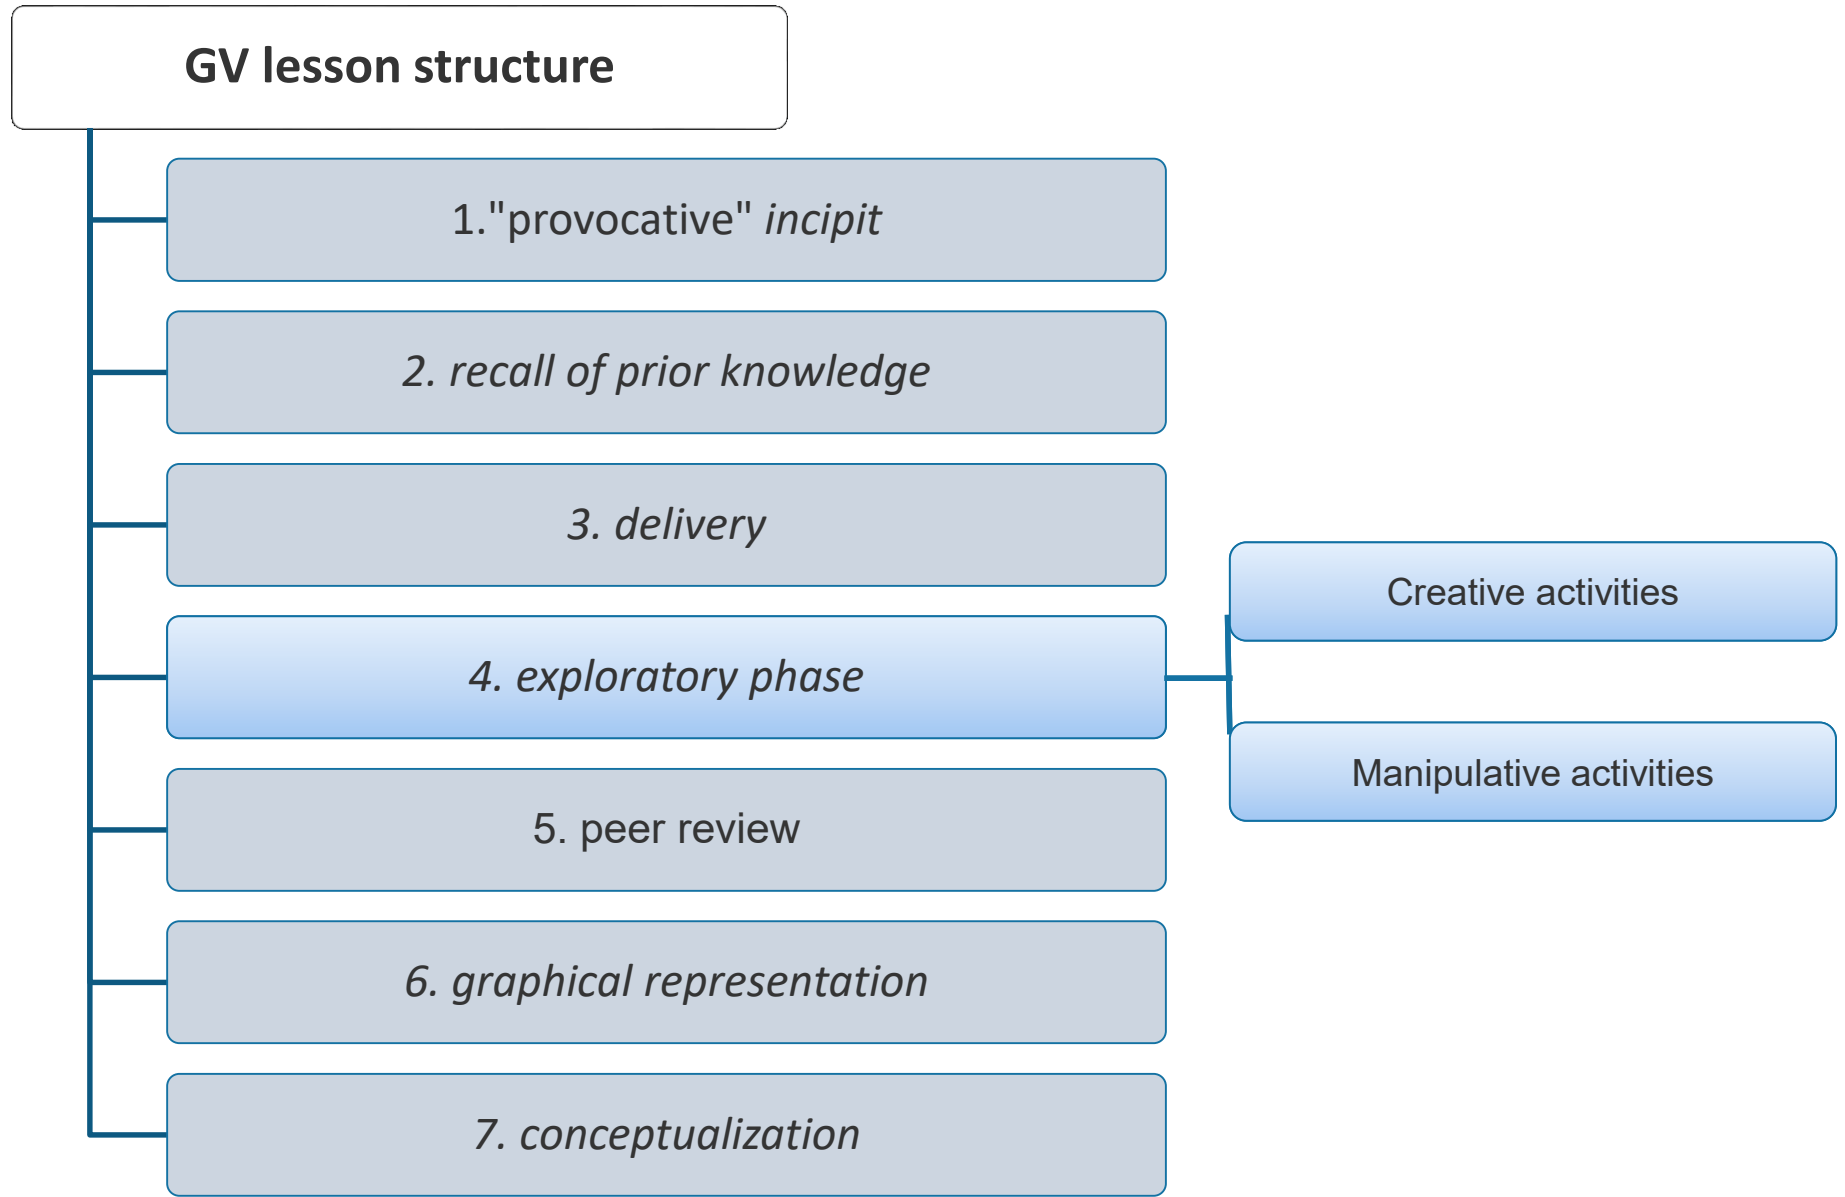 GV lesson structure
1."provocative" incipit
2. recall of prior knowledge
3. delivery
4. exploratory phase
Creative activities
Manipulative activities
5. peer review
6. graphical representation
7. conceptualization